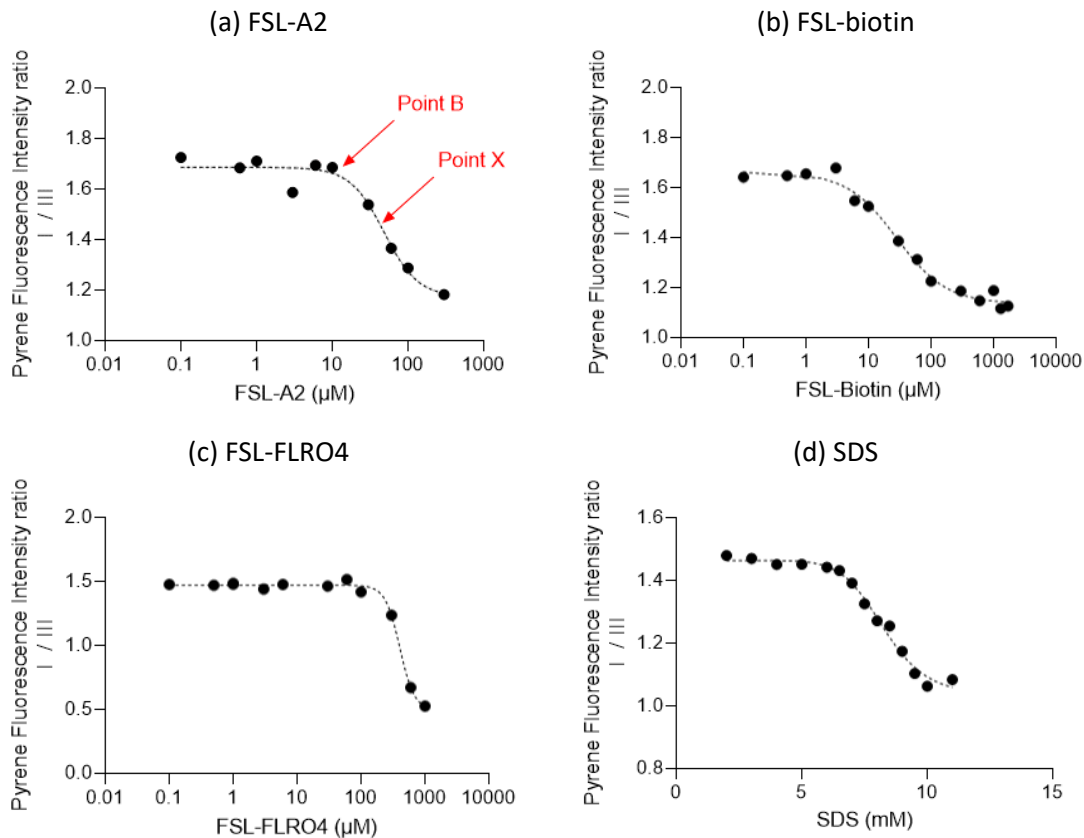 (a) FSL-A2
Pyrene Fluorescence Intensity ratio
I / III
2.0
1.8
1.6
1.4
1.2
1.0
Point B
Point X
0.01 0.1 1 10 100 1000
FSL-A2 (µM)
(b) FSL-biotin
Pyrene Fluorescence Intensity ratio
I / III
2.0
1.8
1.6
1.4
1.2
1.0
0.01 0.1 1 10 100 1000 10000
FSL-Biotin (µM)
(c) FSL-FLRO4
Pyrene Fluorescence Intensity ratio
I / III
2.0
1.5
1.0
0.5
0.0
0.01 0.1 1 10 100 1000 10000
FSL-FLRO4 (µM)
(d) SDS
Pyrene Fluorescence Intensity ratio
I / III
1.6
1.4
1.2
1.0
0.8
0 5 10 15
SDS (mM)